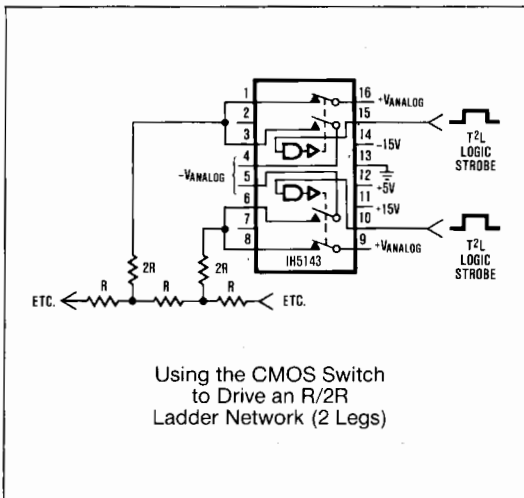 1
2
3
4
5
6
7
8
16 +VANALOG
15
14 -15V
13
12 +5V
11 +15V
10
9 +VANALOG
-VANALOG
IH5143
T²L
LOGIC
STROBE
T²L
LOGIC
STROBE
2R
2R
ETC.
R
R
R
ETC.
Using the CMOS Switch
to Drive an R/2R
Ladder Network (2 Legs)